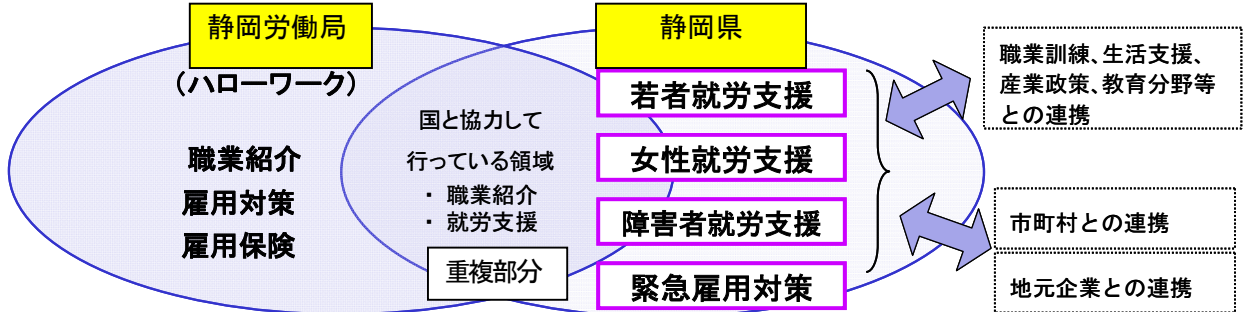 静岡労働局
(ハローワーク)
職業紹介
雇用対策
雇用保険
国と協力して
行っている領域
・ 職業紹介
・ 就労支援
重複部分
静岡県
若者就労支援
女性就労支援
障害者就労支援
緊急雇用対策
職業訓練、生活支援、
産業政策、教育分野等
との連携
市町村との連携
地元企業との連携